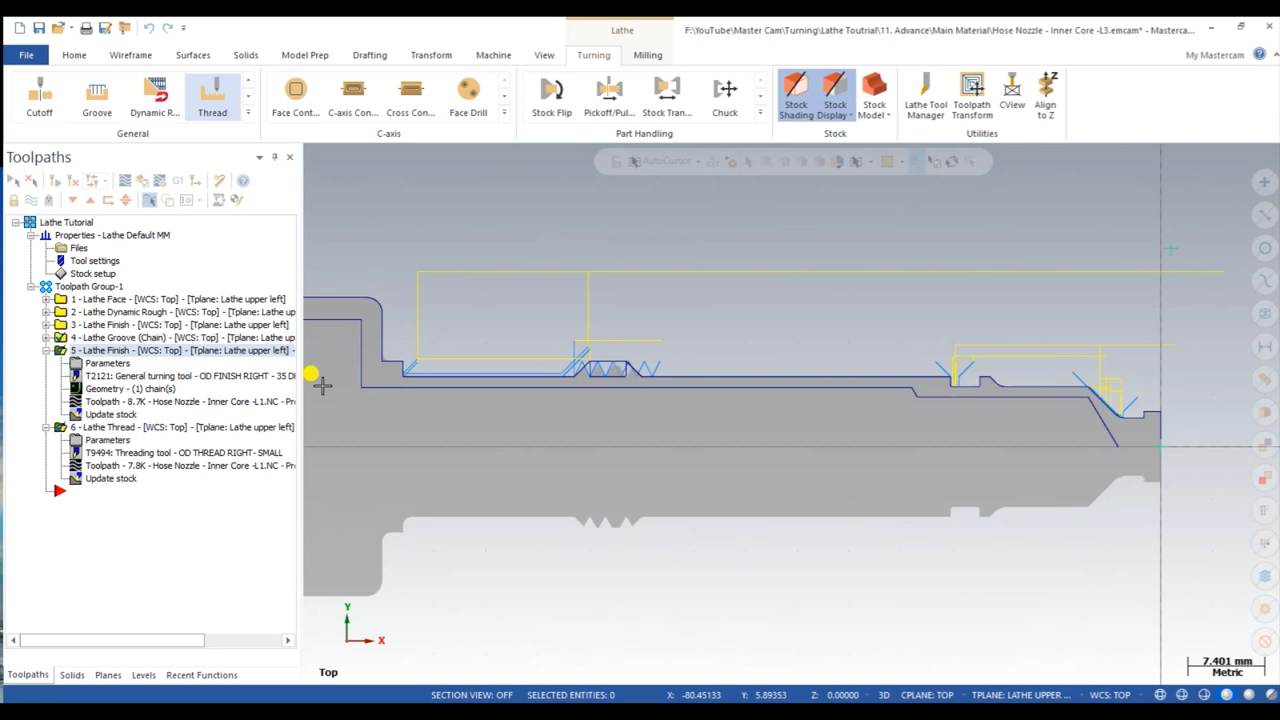 Lathe
F:\YouTube\Master Cam\Turning\Lathe Toutrial\11. Advance\Main Material\Hose Nozzle - Inner Core -L3.emcam* - Masterca...
File Home Wireframe Surfaces Solids Model Prep Drafting Transform Machine View Turning Milling My Mastercam
Cutoff Groove Dynamic R... Thread Face Cont... C-axis Con... Cross Con... Face Drill Stock Flip Pickoff/Pul... Stock Tran... Chuck Stock Shading Stock Display Stock Model Lathe Tool Manager Toolpath Transform CView Align to Z
General C-axis Part Handling Stock Utilities
Toolpaths
AutoCursor
G1
Lathe Tutorial
Properties - Lathe Default MM
Files
Tool settings
Stock setup
Toolpath Group-1
1 - Lathe Face - [WCS: Top] - [Tplane: Lathe upper left]
2 - Lathe Dynamic Rough - [WCS: Top] - [Tplane: Lathe up
3 - Lathe Finish - [WCS: Top] - [Tplane: Lathe upper left]
4 - Lathe Groove (Chain) - [WCS: Top] - [Tplane: Lathe up
5 - Lathe Finish - [WCS: Top] - [Tplane: Lathe upper left] -
Parameters
T2121: General turning tool - OD FINISH RIGHT - 35 DI
Geometry - (1) chain(s)
Toolpath - 8.7K - Hose Nozzle - Inner Core -L1.NC - Pr
Update stock
6 - Lathe Thread - [WCS: Top] - [Tplane: Lathe upper left]
Parameters
T9494: Threading tool - OD THREAD RIGHT- SMALL
Toolpath - 7.8K - Hose Nozzle - Inner Core -L1.NC - Pr
Update stock
Y
X
Top
7.401 mm
Metric
Toolpaths Solids Planes Levels Recent Functions
SECTION VIEW: OFF SELECTED ENTITIES: 0 X: -80.45133 Y: 5.89353 Z: 0.00000 3D CPLANE: TOP TPLANE: LATHE UPPER ... WCS: TOP